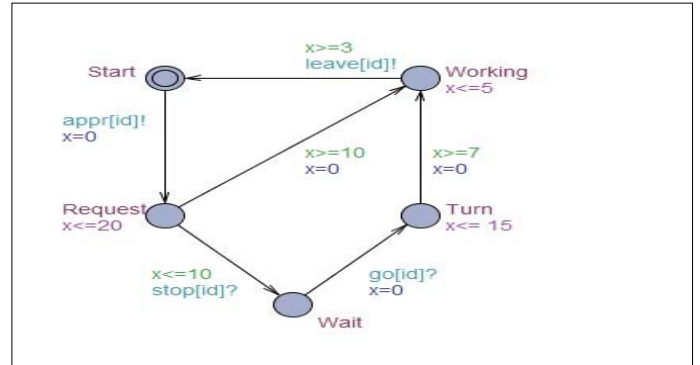 x>=3
leave[id]!
Start
Working
x<=5
appr[id]!
x=0
x>=10
x=0
x>=7
x=0
Request
x<=20
Turn
x<= 15
x<=10
stop[id]?
go[id]?
x=0
Wait